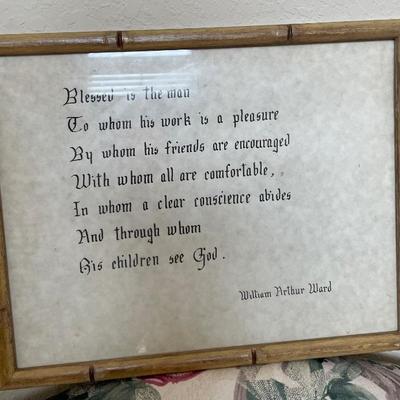 Blessed is the man
To whom his work is a pleasure
By whom his friends are encouraged
With whom all are comfortable,
In whom a clear conscience abides
And through whom
His children see God.
William Arthur Ward